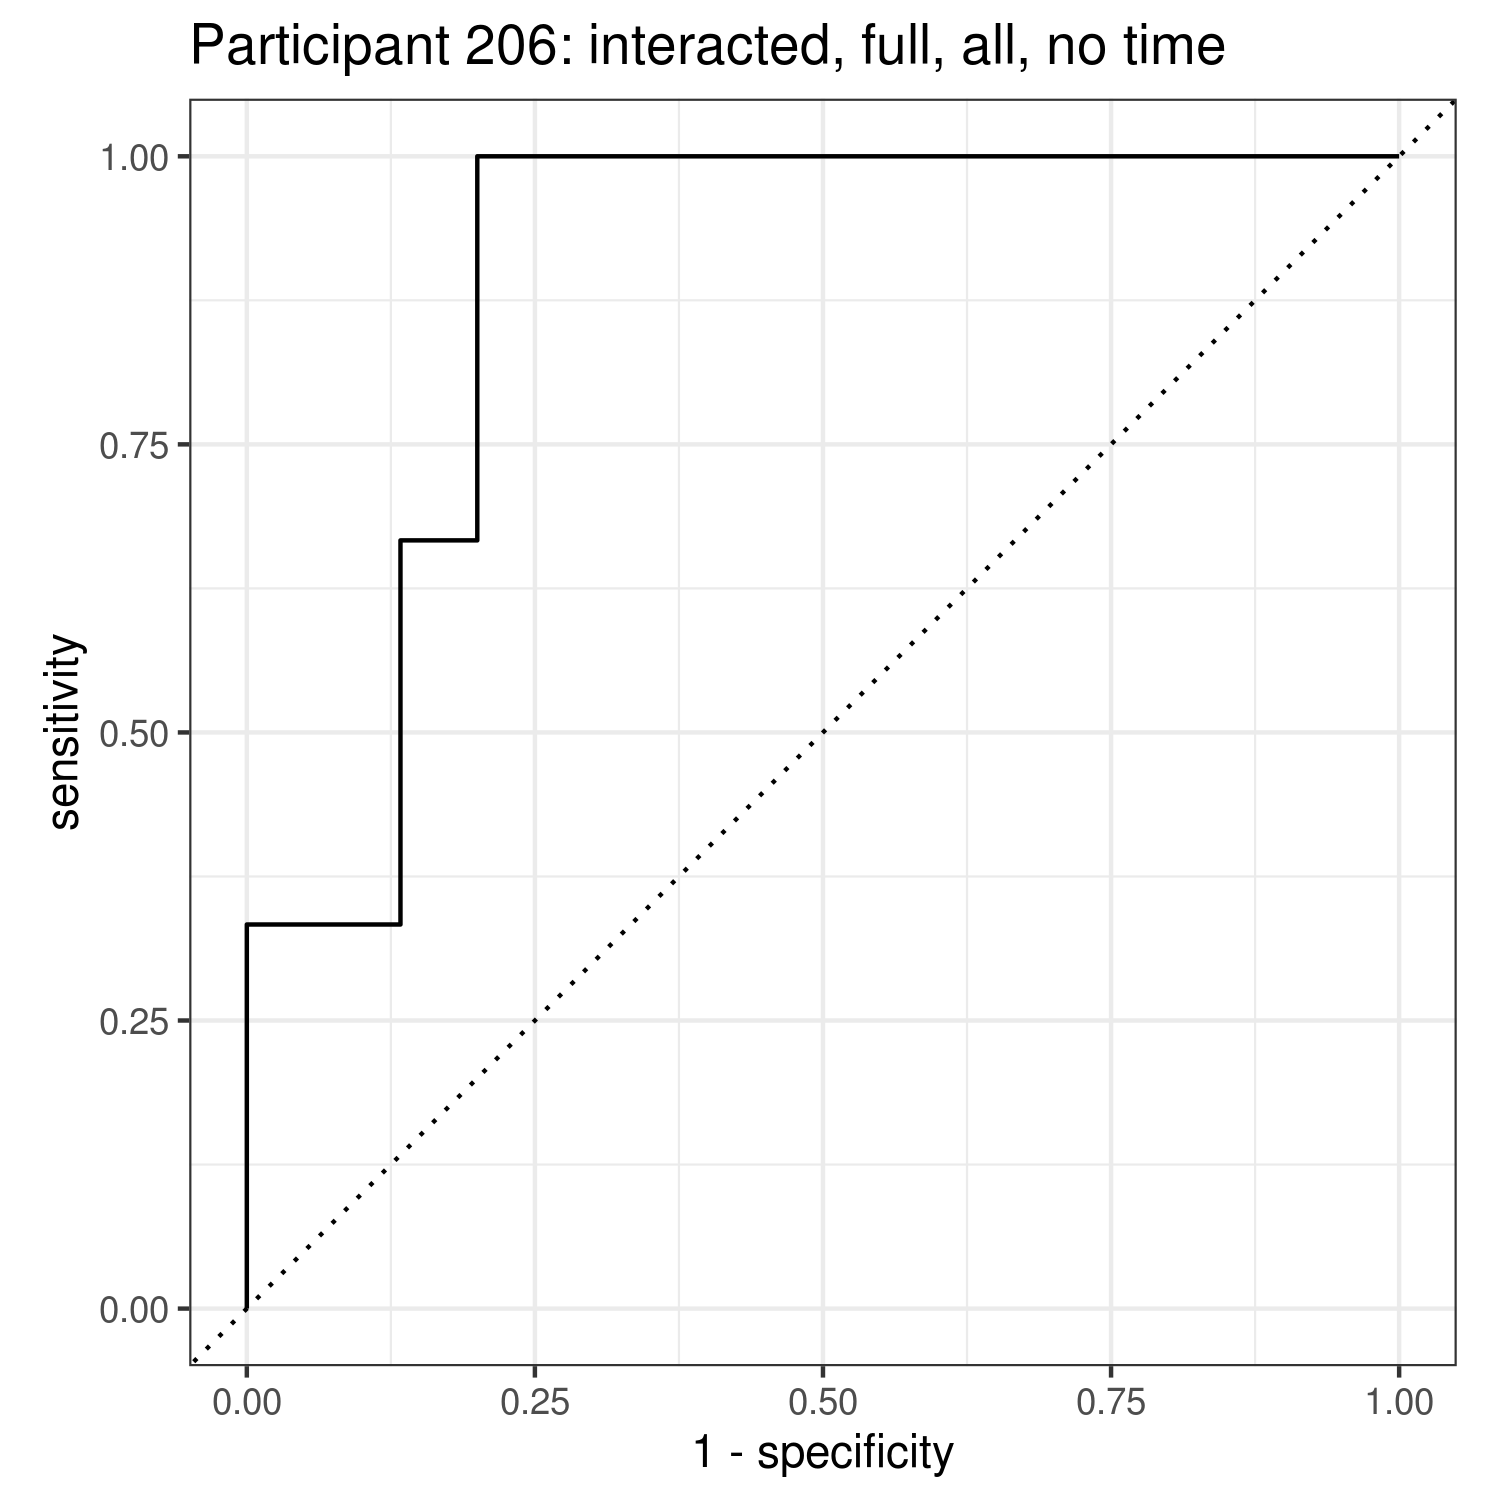 Participant 206: interacted, full, all, no time
1.00
0.75
0.50
0.25
0.00
sensitivity
0.00 0.25 0.50 0.75 1.00
1 - specificity